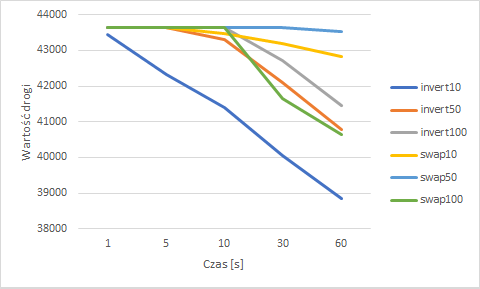 44000
43000
42000
41000
40000
39000
38000
Wartość drogi
1 5 10 30 60
Czas [s]
invert10
invert50
invert100
swap10
swap50
swap100